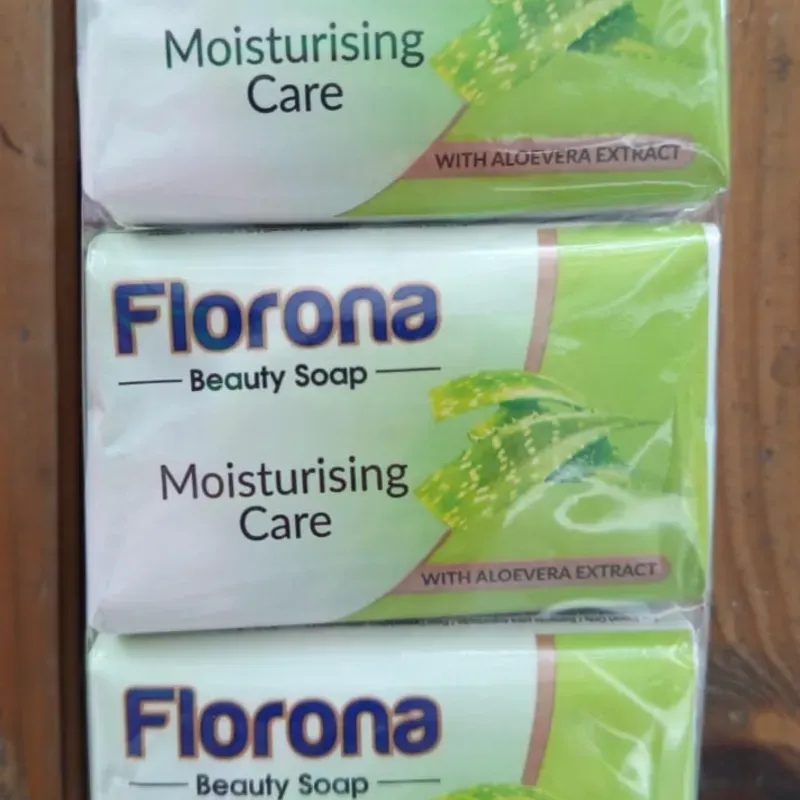 Moisturising
Care
WITH ALOEVERA EXTRACT
Florona
Beauty Soap
Moisturising
Care
WITH ALOEVERA EXTRACT
Florona
Beauty Soap